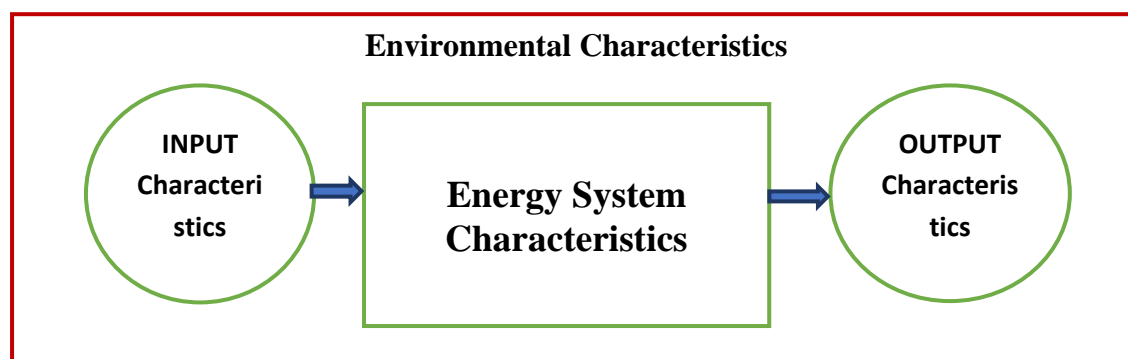 Environmental Characteristics
INPUT
Characteri
stics
Energy System
Characteristics
OUTPUT
Characteris
tics